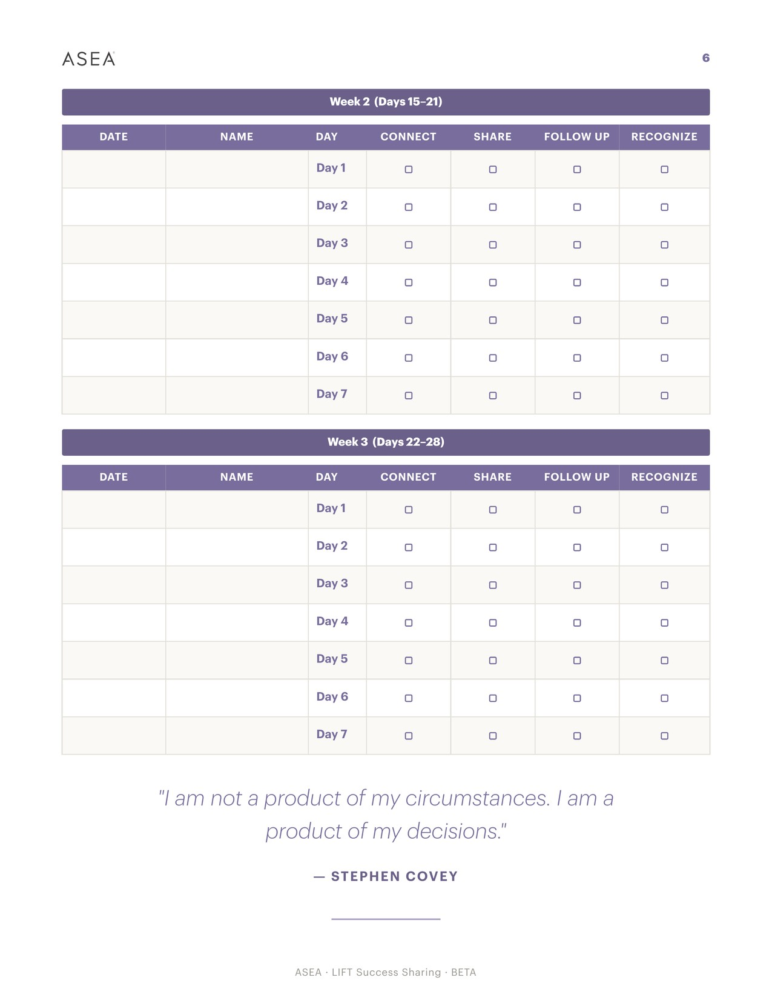 ASEA
6
Week 2 (Days 15–21)
DATE NAME DAY CONNECT SHARE FOLLOW UP RECOGNIZE
Day 1
Day 2
Day 3
Day 4
Day 5
Day 6
Day 7
Week 3 (Days 22–28)
DATE NAME DAY CONNECT SHARE FOLLOW UP RECOGNIZE
Day 1
Day 2
Day 3
Day 4
Day 5
Day 6
Day 7
"I am not a product of my circumstances. I am a
product of my decisions."
— STEPHEN COVEY
ASEA · LIFT Success Sharing · BETA